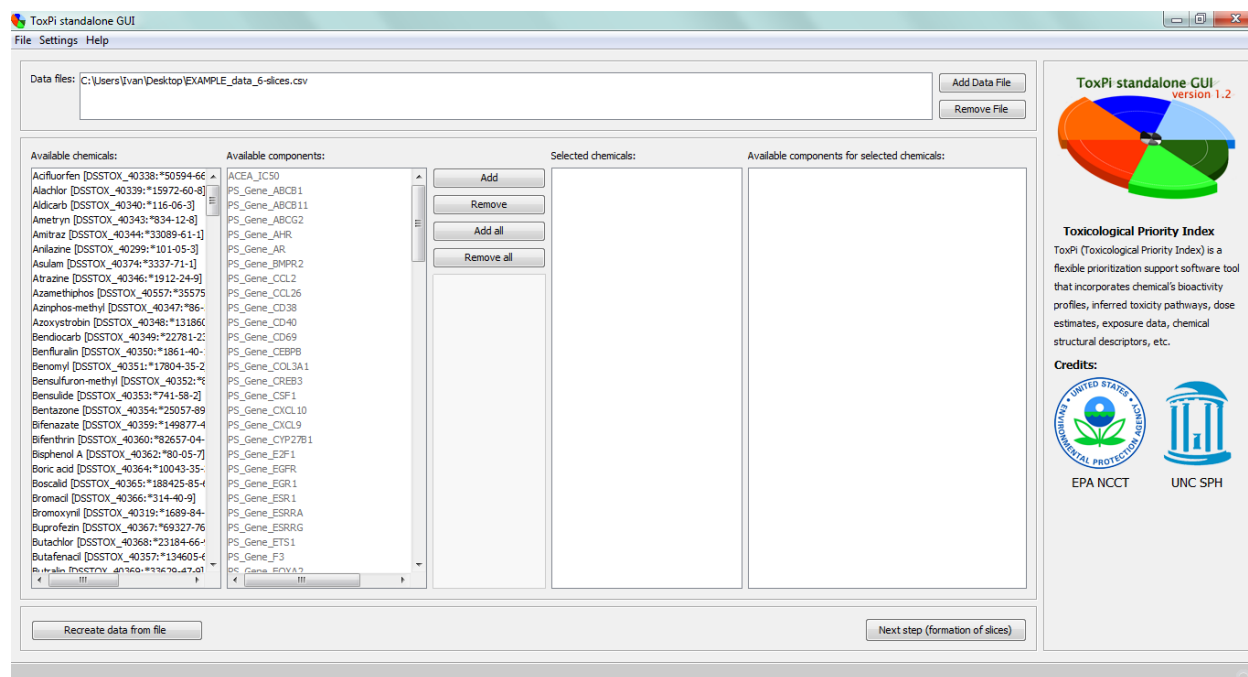 ToxPi standalone GUI
File Settings Help
Data files:
C:\Users\Ivan\Desktop\EXAMPLE_data_6-slices.csv
Add Data File
Remove File
Available chemicals:
Acifluorfen [DSSTOX_40338:*50594-66
Alachlor [DSSTOX_40339:*15972-60-8]
Aldicarb [DSSTOX_40340:*116-06-3]
Ametryn [DSSTOX_40343:*834-12-8]
Amitraz [DSSTOX_40344:*33089-61-1]
Anilazine [DSSTOX_40299:*101-05-3]
Asulam [DSSTOX_40374:*3337-71-1]
Atrazine [DSSTOX_40346:*1912-24-9]
Azamethiphos [DSSTOX_40557:*35575
Azinphos-methyl [DSSTOX_40347:*86-
Azoxystrobin [DSSTOX_40348:*131860
Bendiocarb [DSSTOX_40349:*22781-23
Benfluralin [DSSTOX_40350:*1861-40-
Benomyl [DSSTOX_40351:*17804-35-2
Bensulfuron-methyl [DSSTOX_40352:*8
Bensulide [DSSTOX_40353:*741-58-2]
Bentazone [DSSTOX_40354:*25057-89
Bifenazate [DSSTOX_40359:*149877-4
Bifenthrin [DSSTOX_40360:*82657-04-
Bisphenol A [DSSTOX_40362:*80-05-7]
Boric acid [DSSTOX_40364:*10043-35-
Boscalid [DSSTOX_40365:*188425-85-6
Bromacil [DSSTOX_40366:*314-40-9]
Bromoxynil [DSSTOX_40319:*1689-84-
Buprofezin [DSSTOX_40367:*69327-76
Butachlor [DSSTOX_40368:*23184-66-
Butafenacil [DSSTOX_40357:*134605-6
Butralin [DSSTOX_40369:*33629-47-9]
Available components:
ACEA_IC50
PS_Gene_ABCB1
PS_Gene_ABCB11
PS_Gene_ABCG2
PS_Gene_AHR
PS_Gene_AR
PS_Gene_BMPR2
PS_Gene_CCL2
PS_Gene_CCL26
PS_Gene_CD38
PS_Gene_CD40
PS_Gene_CD69
PS_Gene_CEBPB
PS_Gene_COL3A1
PS_Gene_CREB3
PS_Gene_CSF1
PS_Gene_CXCL10
PS_Gene_CXCL9
PS_Gene_CYP27B1
PS_Gene_E2F1
PS_Gene_EGFR
PS_Gene_EGR1
PS_Gene_ESR1
PS_Gene_ESRRA
PS_Gene_ESRRG
PS_Gene_ETS1
PS_Gene_F3
PS_Gene_FOXA2
Add
Remove
Add all
Remove all
Selected chemicals:
Available components for selected chemicals:
Recreate data from file
Next step (formation of slices)
ToxPi standalone GUI
version 1.2
Toxicological Priority Index
ToxPi (Toxicological Priority Index) is a
flexible prioritization support software tool
that incorporates chemical's bioactivity
profiles, inferred toxicity pathways, dose
estimates, exposure data, chemical
structural descriptors, etc.
Credits:
UNITED STATES
ENVIRONMENTAL PROTECTION AGENCY
EPA NCCT
UNC SPH